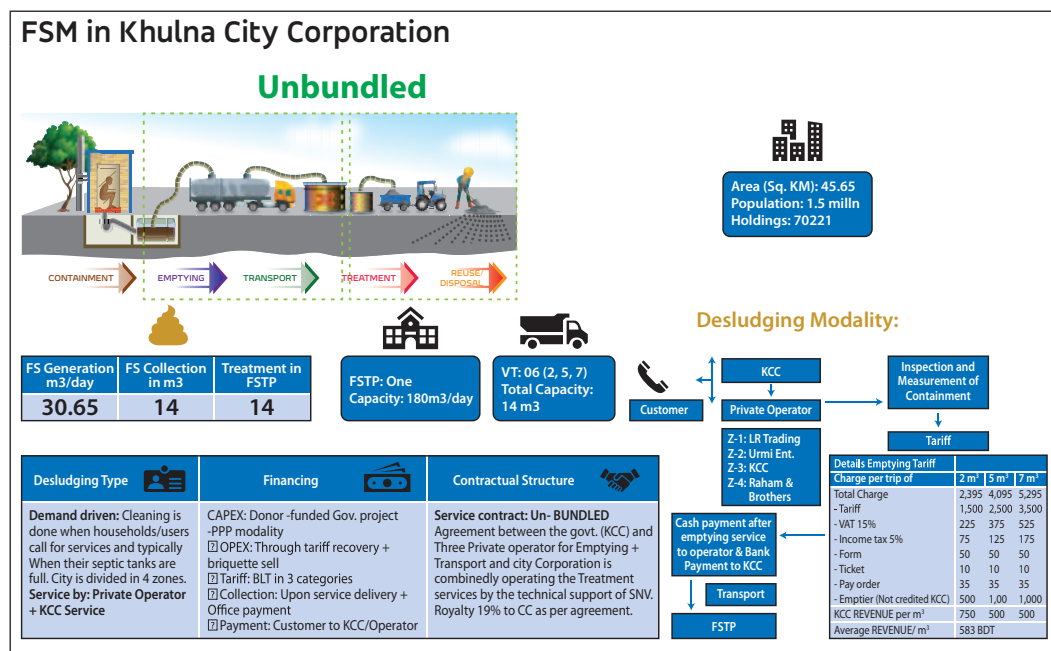 FSM in Khulna City Corporation
Unbundled
CONTAINMENT
EMPTYING
TRANSPORT
TREATMENT
REUSE/
DISPOSAL
Area (Sq. KM): 45.65
Population: 1.5 milln
Holdings: 70221
FS Generation
m3/day
FS Collection
in m3
Treatment in
FSTP
30.65
14
14
FSTP: One
Capacity: 180m3/day
VT: 06 (2, 5, 7)
Total Capacity:
14 m3
Desludging Modality:
Customer
KCC
Private Operator
Z-1: LR Trading
Z-2: Urmi Ent.
Z-3: KCC
Z-4: Raham &
Brothers
Inspection and
Measurement of
Containment
Tariff
Cash payment after
emptying service
to operator & Bank
Payment to KCC
Transport
FSTP
Details Emptying Tariff
Charge per trip of 2 m³ 5 m³ 7 m³
Total Charge 2,395 4,095 5,295
- Tariff 1,500 2,500 3,500
- VAT 15% 225 375 525
- Income tax 5% 75 125 175
- Form 50 50 50
- Ticket 10 10 10
- Pay order 35 35 35
- Emptier (Not credited KCC) 500 1,00 1,000
KCC REVENUE per m³ 750 500 500
Average REVENUE/ m³ 583 BDT
Desludging Type
Demand driven: Cleaning is
done when households/users
call for services and typically
When their septic tanks are
full. City is divided in 4 zones.
Service by: Private Operator
+ KCC Service
Financing
CAPEX: Donor -funded Gov. project
-PPP modality
OPEX: Through tariff recovery +
briquette sell
Tariff: BLT in 3 categories
Collection: Upon service delivery +
Office payment
Payment: Customer to KCC/Operator
Contractual Structure
Service contract: Un- BUNDLED
Agreement between the govt. (KCC) and
Three Private operator for Emptying +
Transport and city Corporation is
combinedly operating the Treatment
services by the technical support of SNV.
Royalty 19% to CC as per agreement.